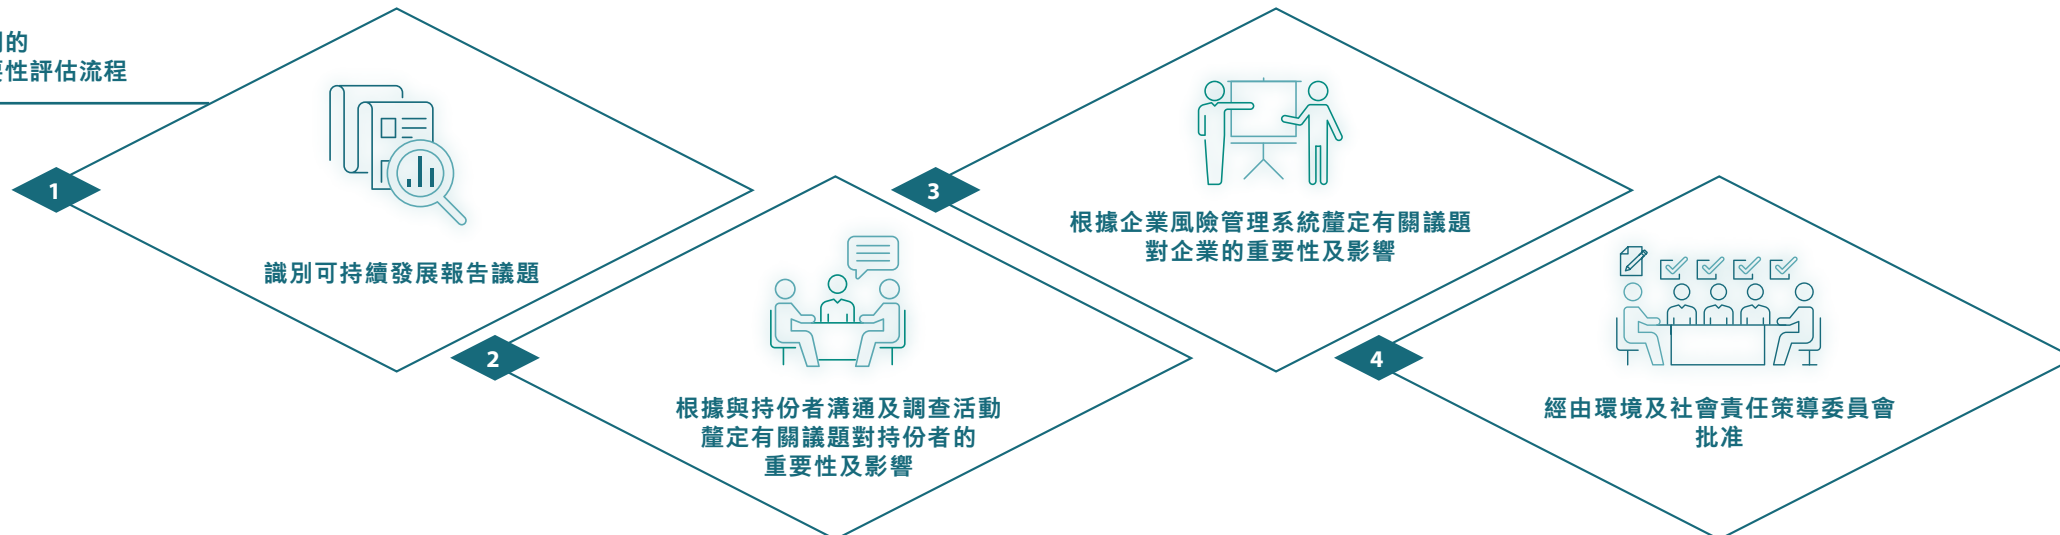 的
性評估流程
1
識別可持續發展報告議題
2
根據與持份者溝通及調查活動
釐定有關議題對持份者的
重要性及影響
3
根據企業風險管理系統釐定有關議題
對企業的重要性及影響
4
經由環境及社會責任策導委員會
批准